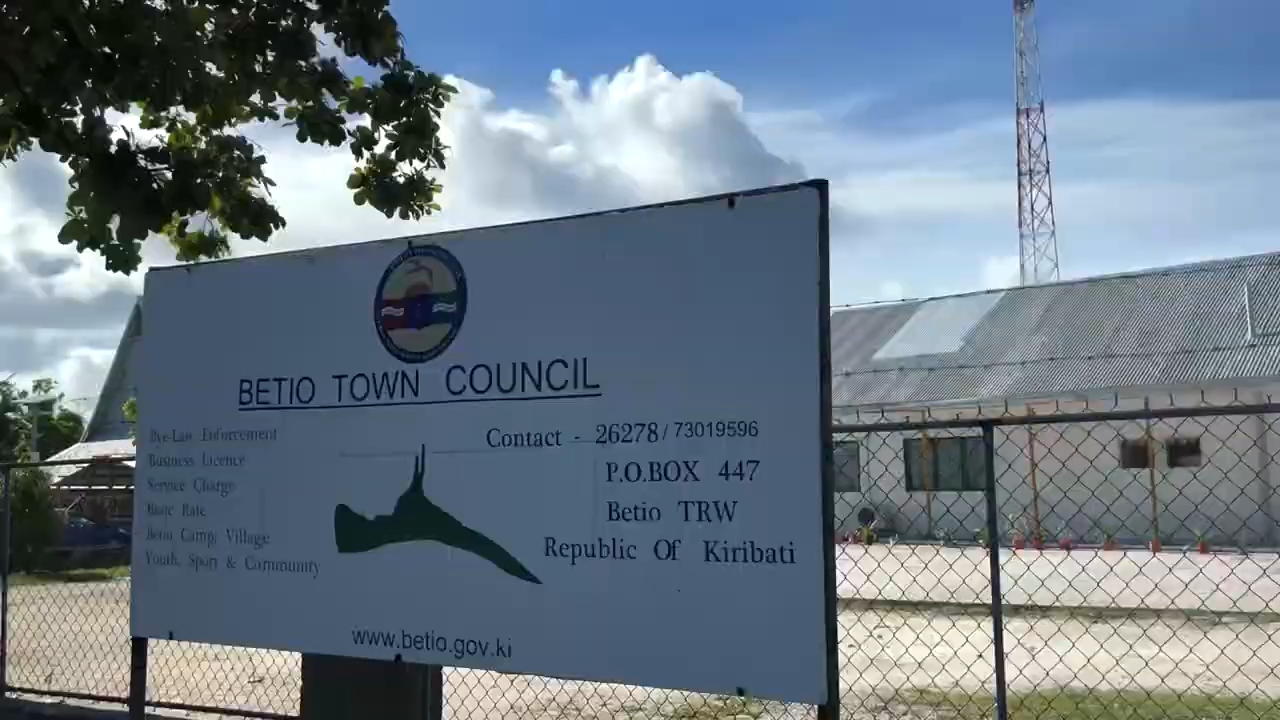 BETIO TOWN COUNCIL
Bye-Law Enforcement
Business Licence
Service Charge
Basic Rate
Betio Camp, Village
Youth, Sport & Community
Contact - 26278 / 73019596
P.O.BOX 447
Betio TRW
Republic Of Kiribati
www.betio.gov.ki